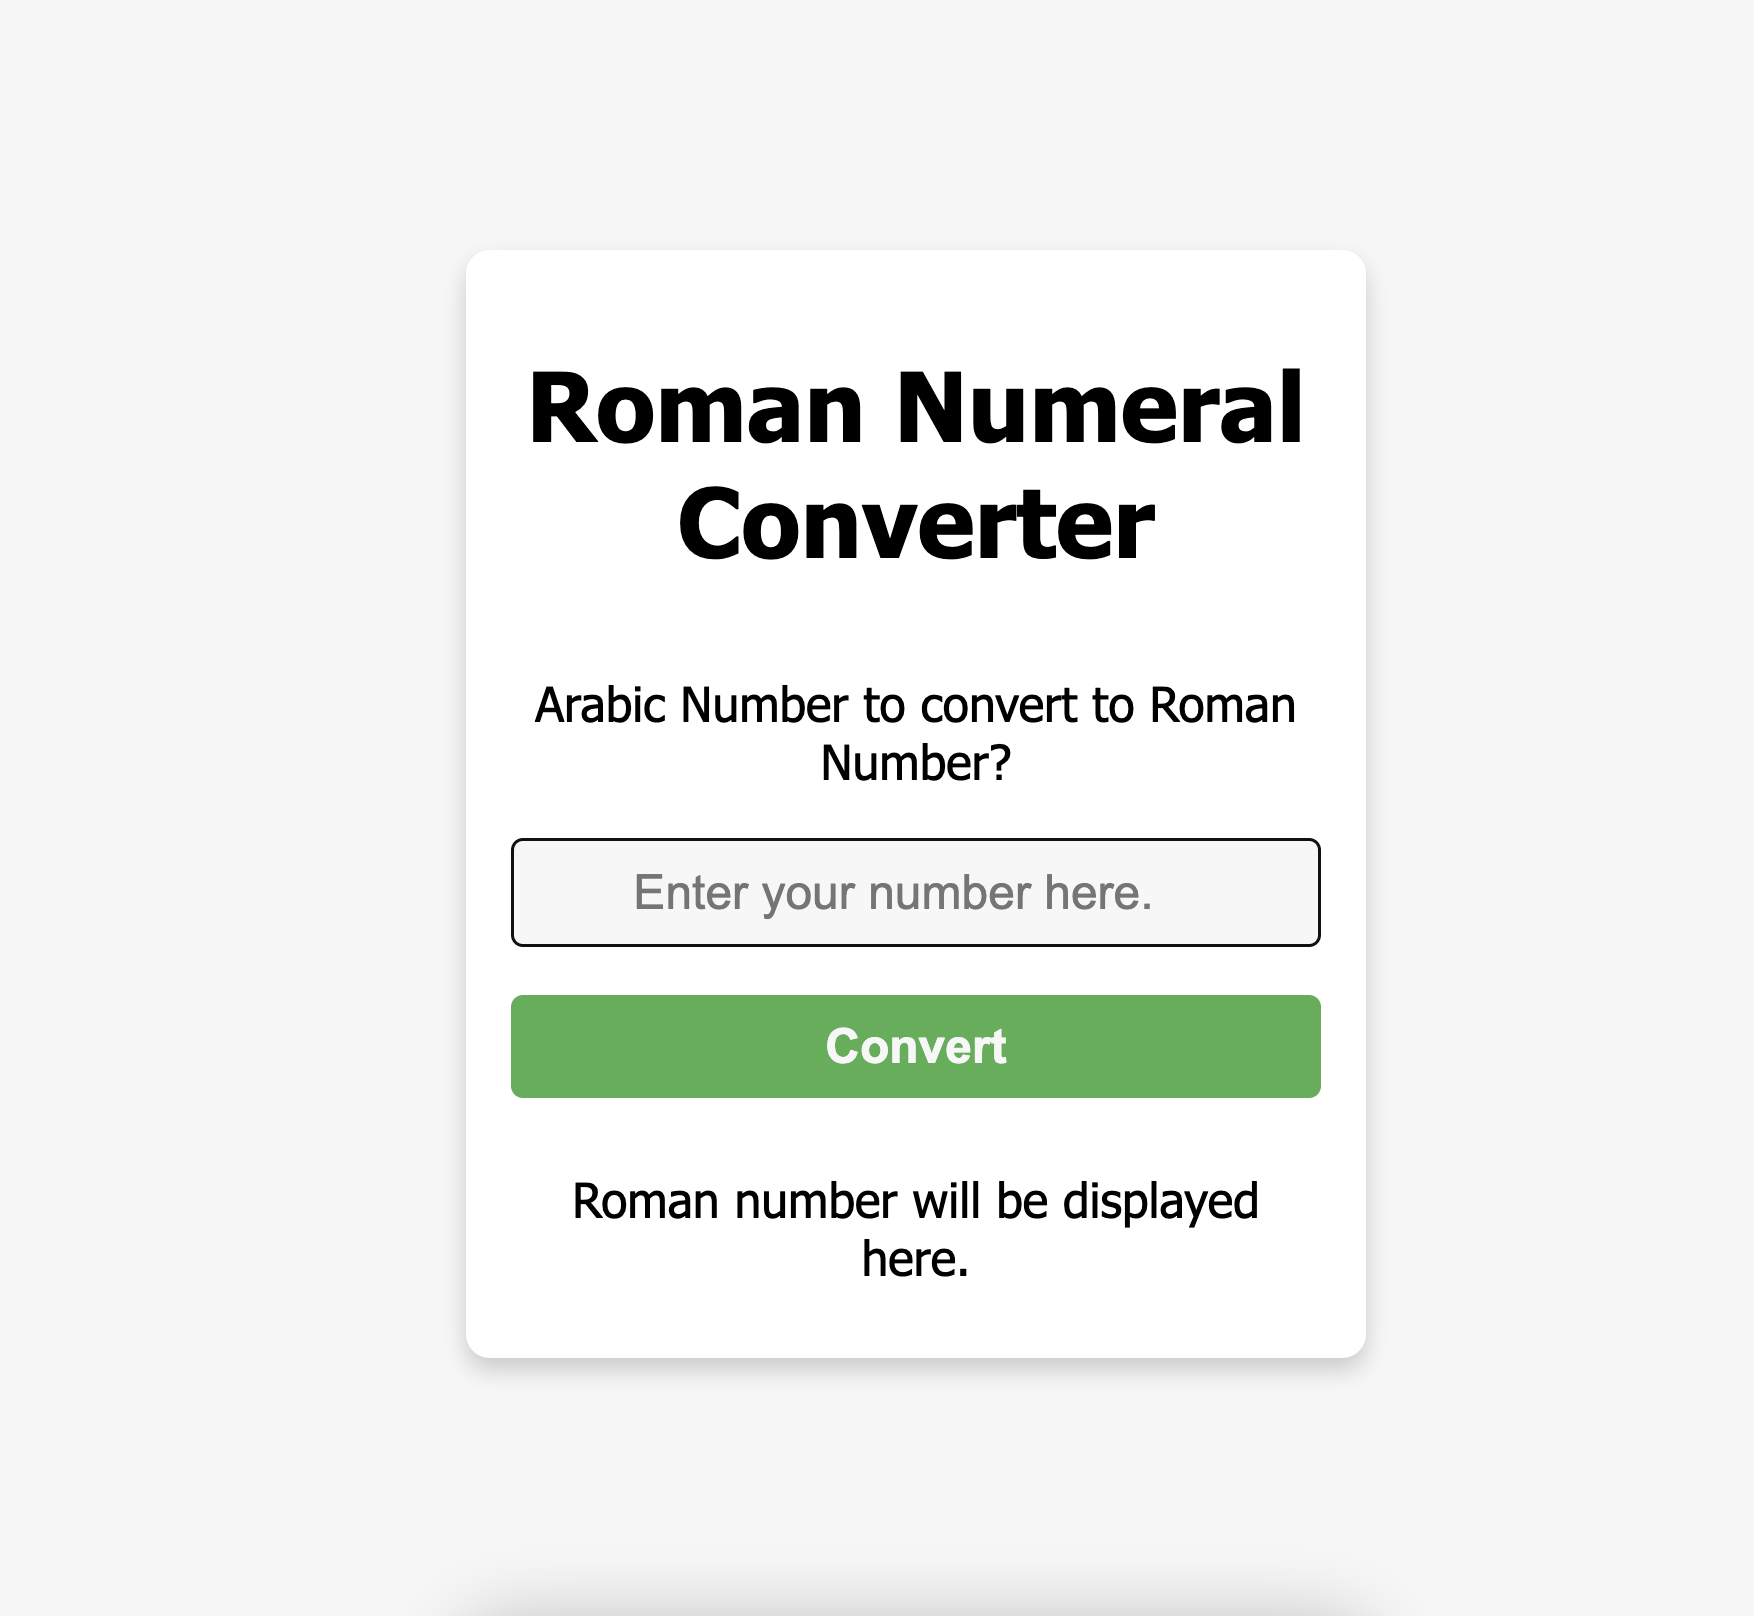 Roman Numeral
Converter
Arabic Number to convert to Roman
Number?
Enter your number here.
Convert
Roman number will be displayed
here.